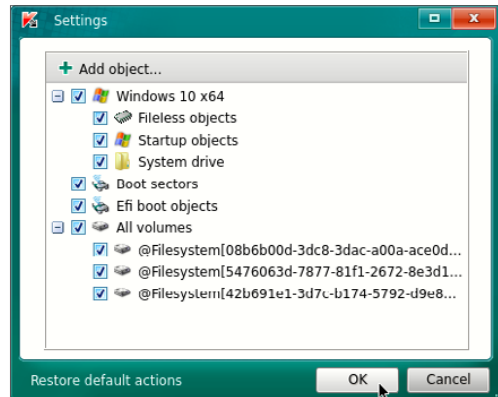 Settings
Add object...
Windows 10 x64
Fileless objects
Startup objects
System drive
Boot sectors
Efi boot objects
All volumes
@Filesystem[08b6b00d-3dc8-3dac-a00a-ace0d...
@Filesystem[5476063d-7877-81f1-2672-8e3d1...
@Filesystem[42b691e1-3d7c-b174-5792-d9e8...
Restore default actions
OK
Cancel